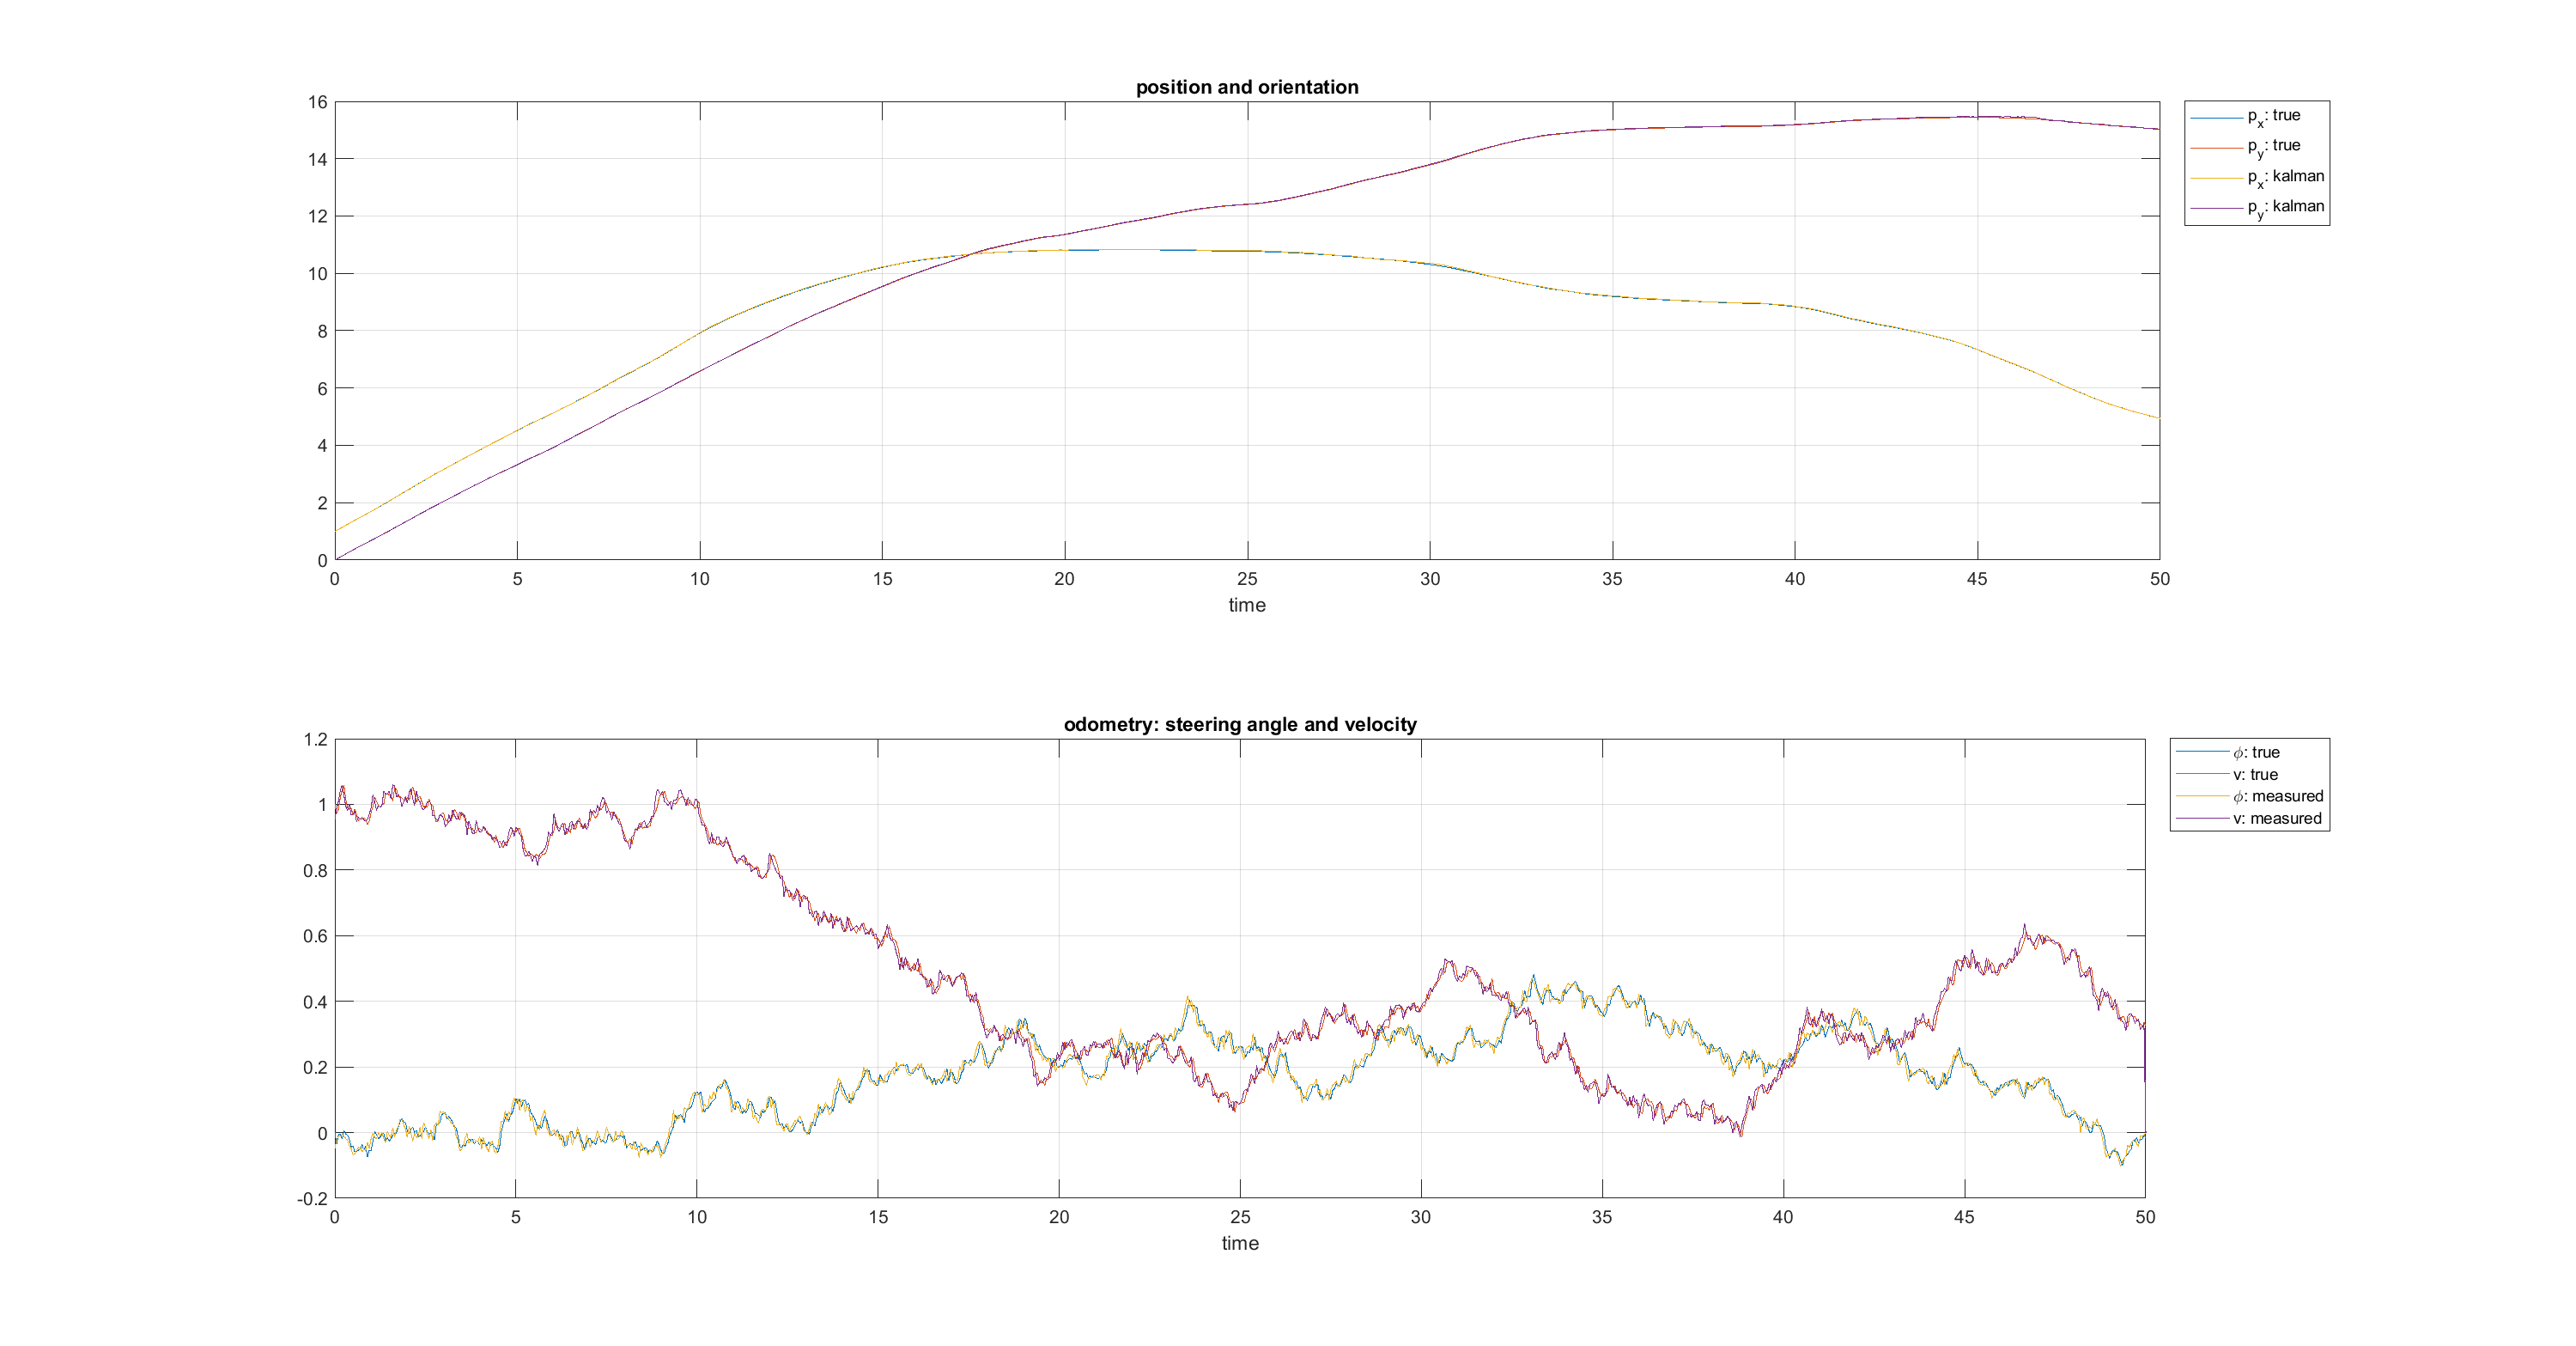 position and orientation
16
14
12
10
8
6
4
2
0
0 5 10 15 20 25 30 35 40 45 50
time
p_x: true
p_y: true
p_x: kalman
p_y: kalman
odometry: steering angle and velocity
1.2
1
0.8
0.6
0.4
0.2
0
-0.2
0 5 10 15 20 25 30 35 40 45 50
time
ϕ: true
v: true
ϕ: measured
v: measured